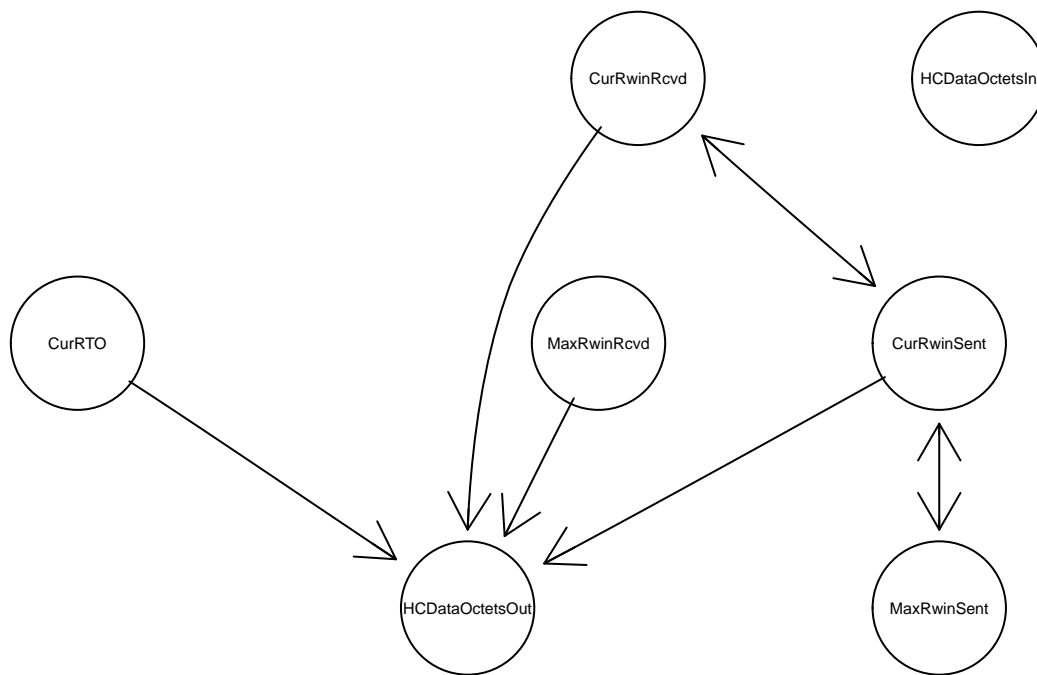 CurRwinRcvd
HCDataOctetsIn
CurRTO
MaxRwinRcvd
CurRwinSent
HCDataOctetsOut
MaxRwinSent